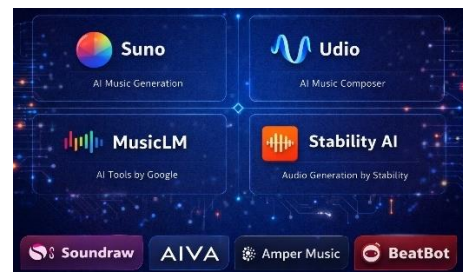 Suno
AI Music Generation
Udio
AI Music Composer
MusicLM
AI Tools by Google
Stability AI
Audio Generation by Stability
Soundraw
AIVA
Amper Music
BeatBot